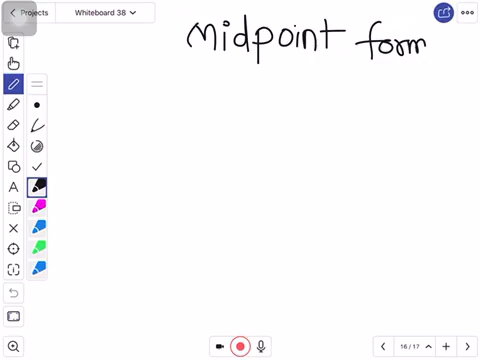 Projects
Whiteboard 38
Midpoint form
A
16 / 17